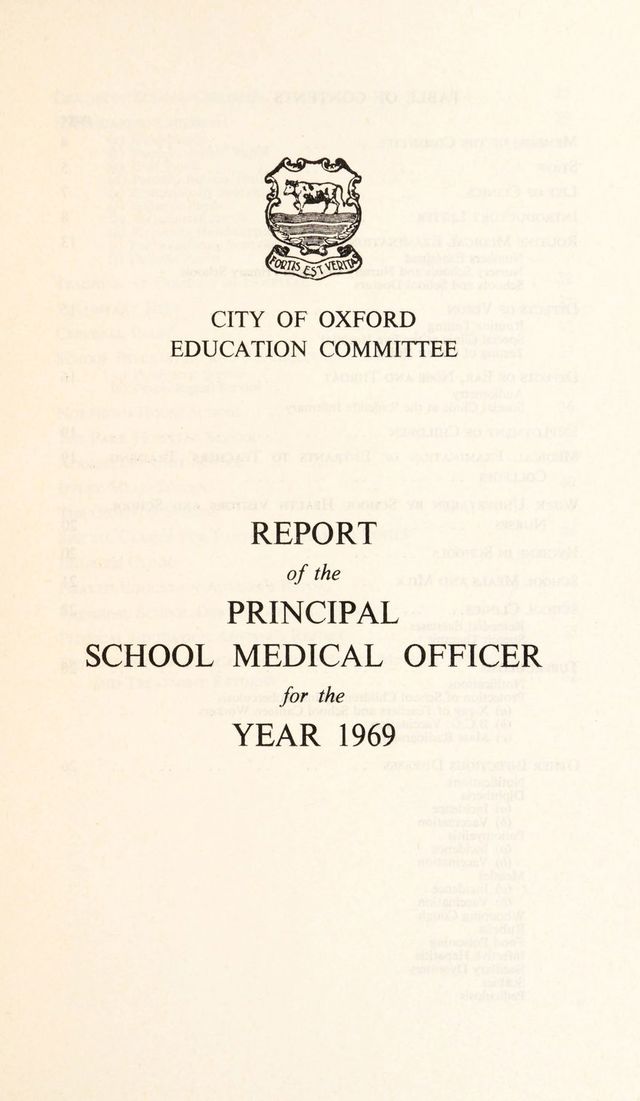 FORTIS EST VERITAS
CITY OF OXFORD
EDUCATION COMMITTEE
REPORT
of the
PRINCIPAL
SCHOOL MEDICAL OFFICER
for the
YEAR 1969